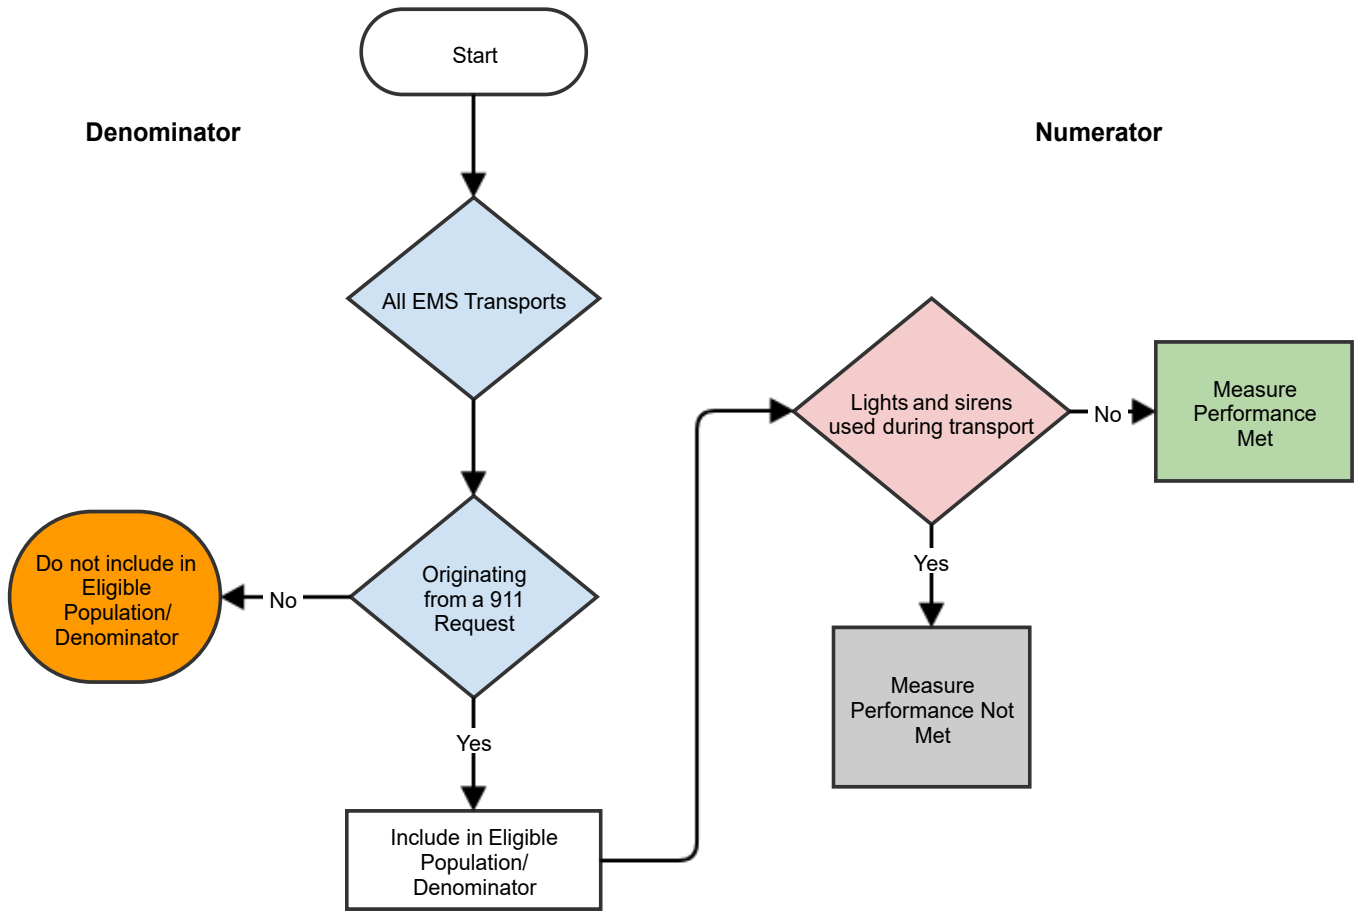 Start
Denominator
Numerator
All EMS Transports
Lights and sirens
used during transport
No
Measure
Performance
Met
Yes
Measure
Performance Not
Met
Originating
from a 911
Request
No
Do not include in
Eligible
Population/
Denominator
Yes
Include in Eligible
Population/
Denominator